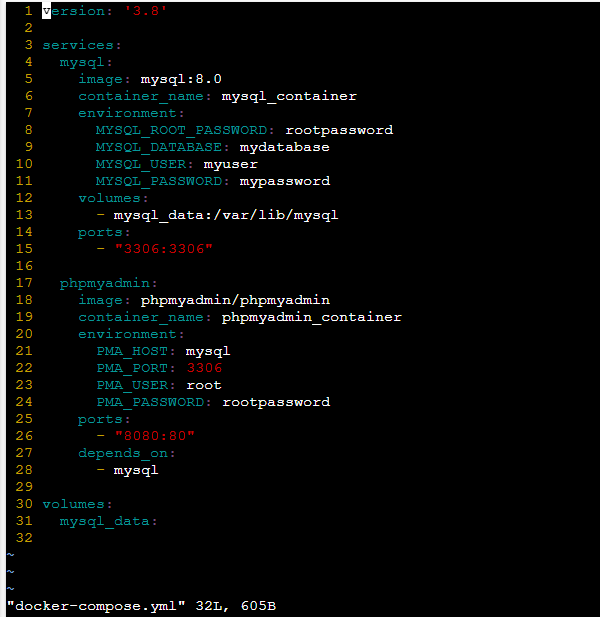 1 version: '3.8'
2
3 services:
4   mysql:
5     image: mysql:8.0
6     container_name: mysql_container
7     environment:
8       MYSQL_ROOT_PASSWORD: rootpassword
9       MYSQL_DATABASE: mydatabase
10       MYSQL_USER: myuser
11       MYSQL_PASSWORD: mypassword
12     volumes:
13       - mysql_data:/var/lib/mysql
14     ports:
15       - "3306:3306"
16
17   phpmyadmin:
18     image: phpmyadmin/phpmyadmin
19     container_name: phpmyadmin_container
20     environment:
21       PMA_HOST: mysql
22       PMA_PORT: 3306
23       PMA_USER: root
24       PMA_PASSWORD: rootpassword
25     ports:
26       - "8080:80"
27     depends_on:
28       - mysql
29
30 volumes:
31   mysql_data:
32
~
~
~
"docker-compose.yml" 32L, 605B